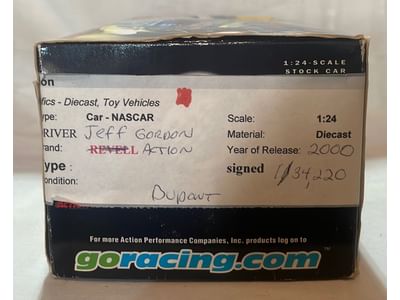 1:24-SCALE
STOCK CAR
on
fics - Diecast, Toy Vehicles
ype: Car - NASCAR Scale: 1:24
RIVER Jeff GORDON Material: Diecast
rand: REVELL ACTION Year of Release: 2000
ype : signed 1/34,220
ondition:
DUPONT
For more Action Performance Companies, Inc. products log on to
goracing.com